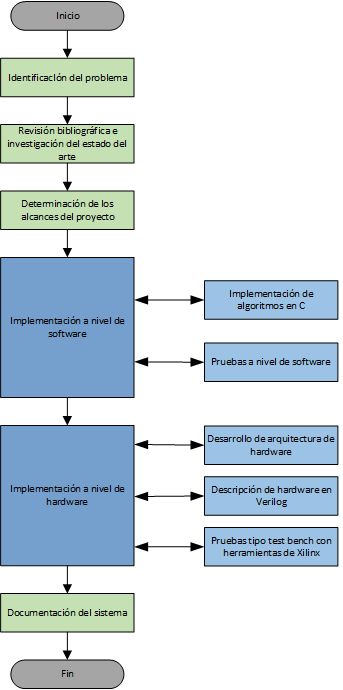 Inicio
Identificación del problema
Revisión bibliográfica e
investigación del estado del
arte
Determinación de los
alcances del proyecto
Implementación a nivel de
software
Implementación de
algoritmos en C
Pruebas a nivel de software
Implementación a nivel de
hardware
Desarrollo de arquitectura de
hardware
Descripción de hardware en
Verilog
Pruebas tipo test bench con
herramientas de Xilinx
Documentación del sistema
Fin